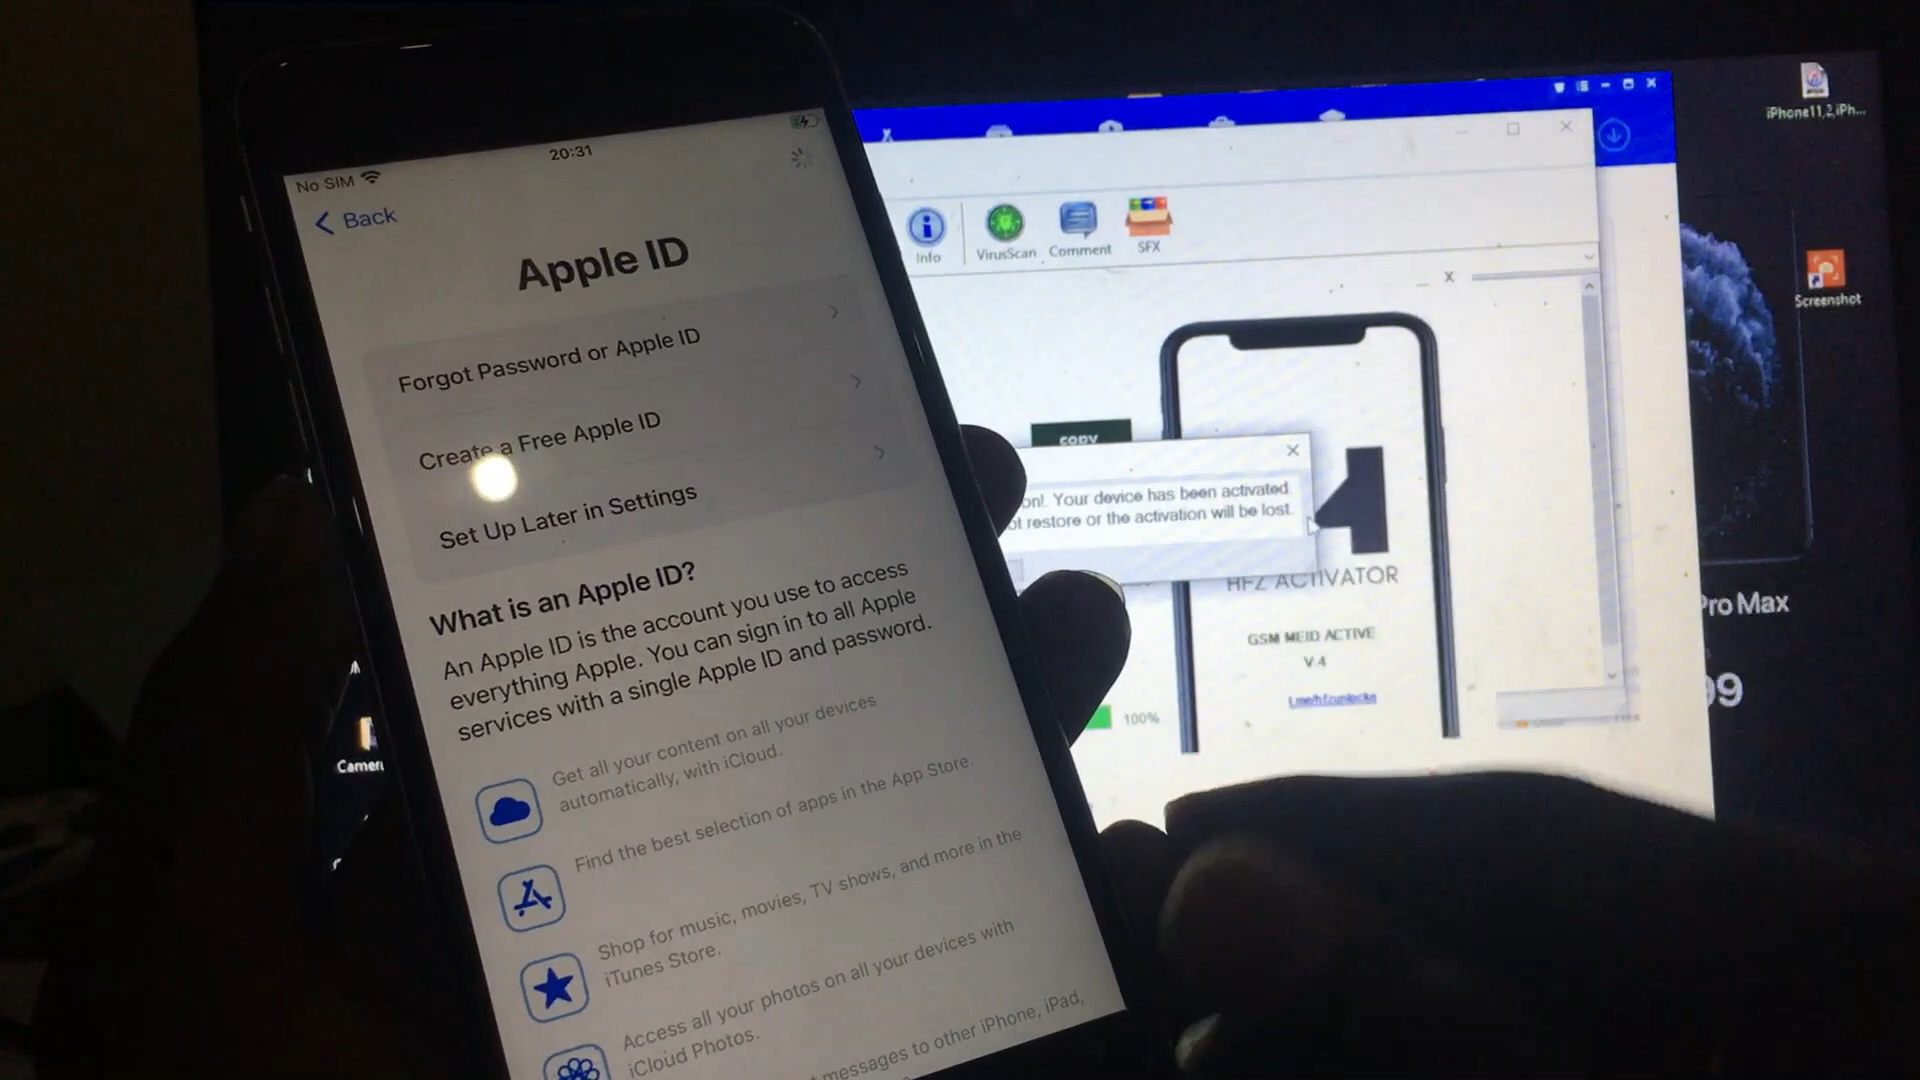 20:31
No SIM
Back
Apple ID
Forgot Password or Apple ID
Create a Free Apple ID
Set Up Later in Settings
What is an Apple ID?
An Apple ID is the account you use to access
everything Apple. You can sign in to all Apple
services with a single Apple ID and password.
Get all your content on all your devices
automatically, with iCloud.
Find the best selection of apps in the App Store.
Shop for music, movies, TV shows, and more in the
iTunes Store.
Access all your photos on all your devices with
iCloud Photos.
messages to other iPhone, iPad,
Info
VirusScan
Comment
SFX
X
copy
on!. Your device has been activated.
ot restore or the activation will be lost.
HFZ ACTIVATOR
GSM MEID ACTIVE
V.4
100%
iPhone11,2,iPh...
Screenshot
Pro Max
99